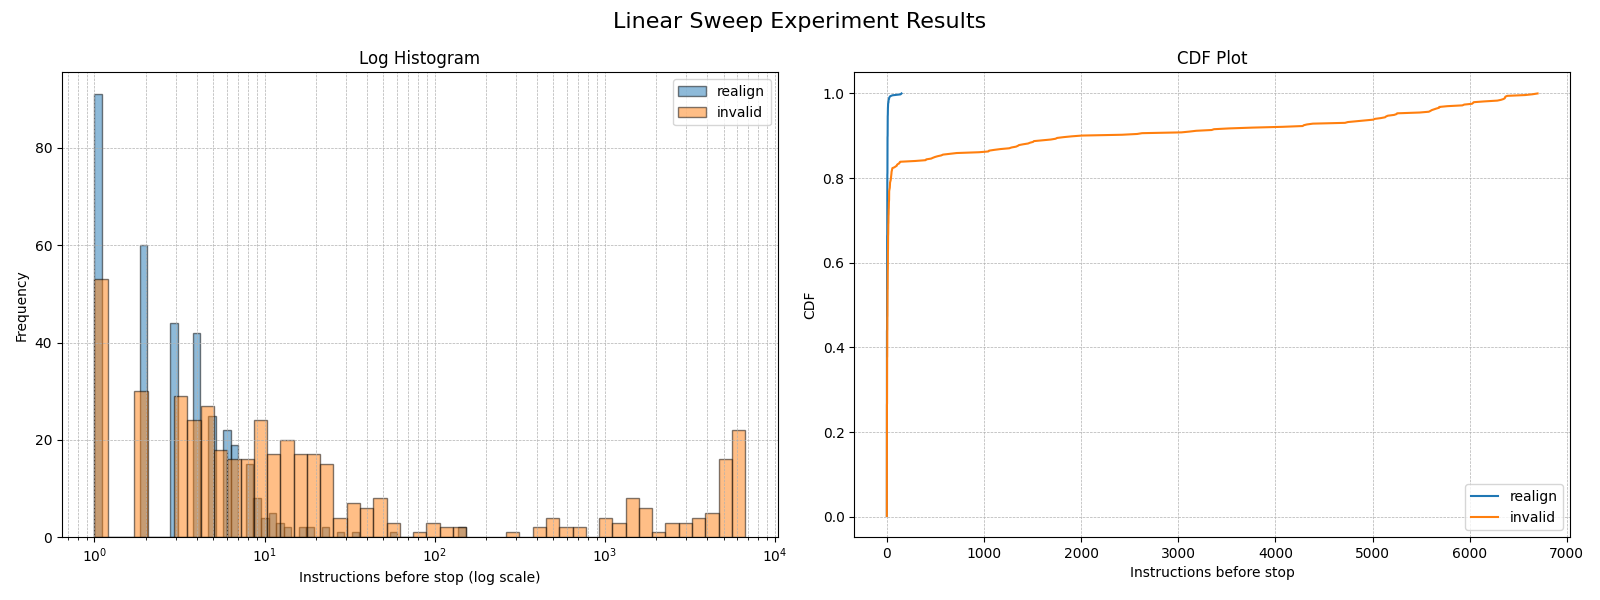 Linear Sweep Experiment Results
Log Histogram
realign
invalid
80
60
40
20
0
Frequency
10⁰
10¹
10²
10³
10⁴
Instructions before stop (log scale)
CDF Plot
1.0
0.8
0.6
0.4
0.2
0.0
CDF
realign
invalid
0
1000
2000
3000
4000
5000
6000
7000
Instructions before stop